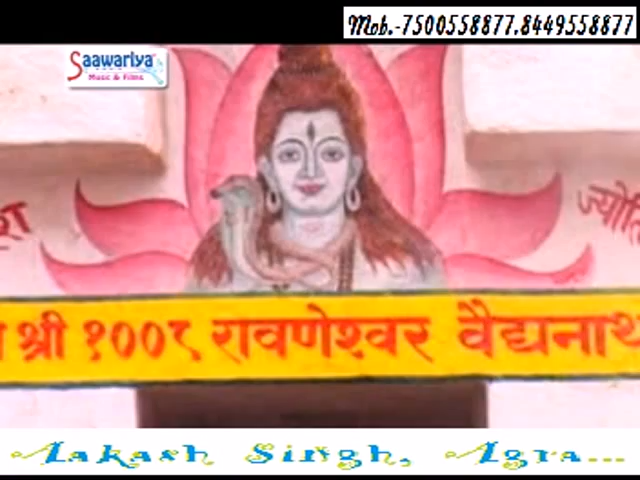 Mob.-7500558877.8449558877
Saawariya
Music & Films
ज्योति
श्री १००८ रावणेश्वर वैद्यनाथ
Aakash Singh, Agra...